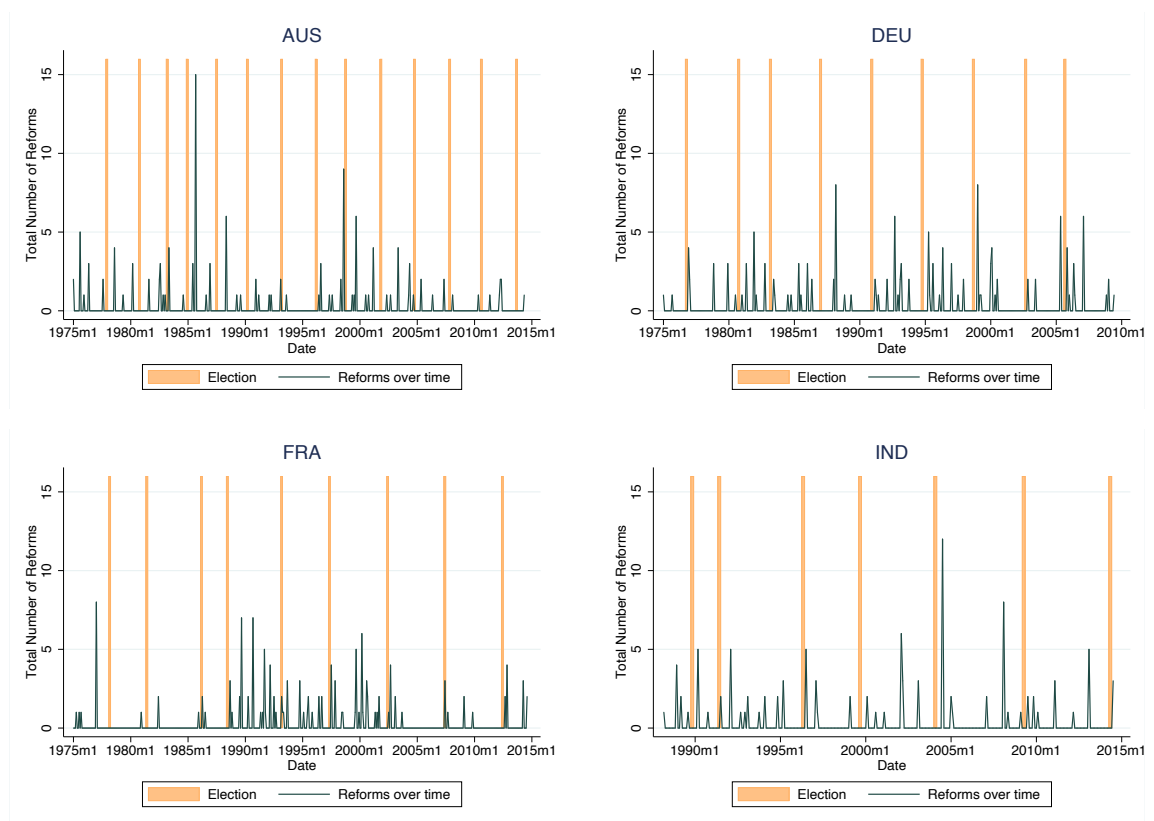 AUS
Total Number of Reforms
15
10
5
0
1975m1 1980m1 1985m1 1990m1 1995m1 2000m1 2005m1 2010m1 2015m1
Date
Election Reforms over time
DEU
Total Number of Reforms
15
10
5
0
1975m1 1980m1 1985m1 1990m1 1995m1 2000m1 2005m1 2010m1
Date
Election Reforms over time
FRA
Total Number of Reforms
15
10
5
0
1975m1 1980m1 1985m1 1990m1 1995m1 2000m1 2005m1 2010m1 2015m1
Date
Election Reforms over time
IND
Total Number of Reforms
15
10
5
0
1990m1 1995m1 2000m1 2005m1 2010m1 2015m1
Date
Election Reforms over time